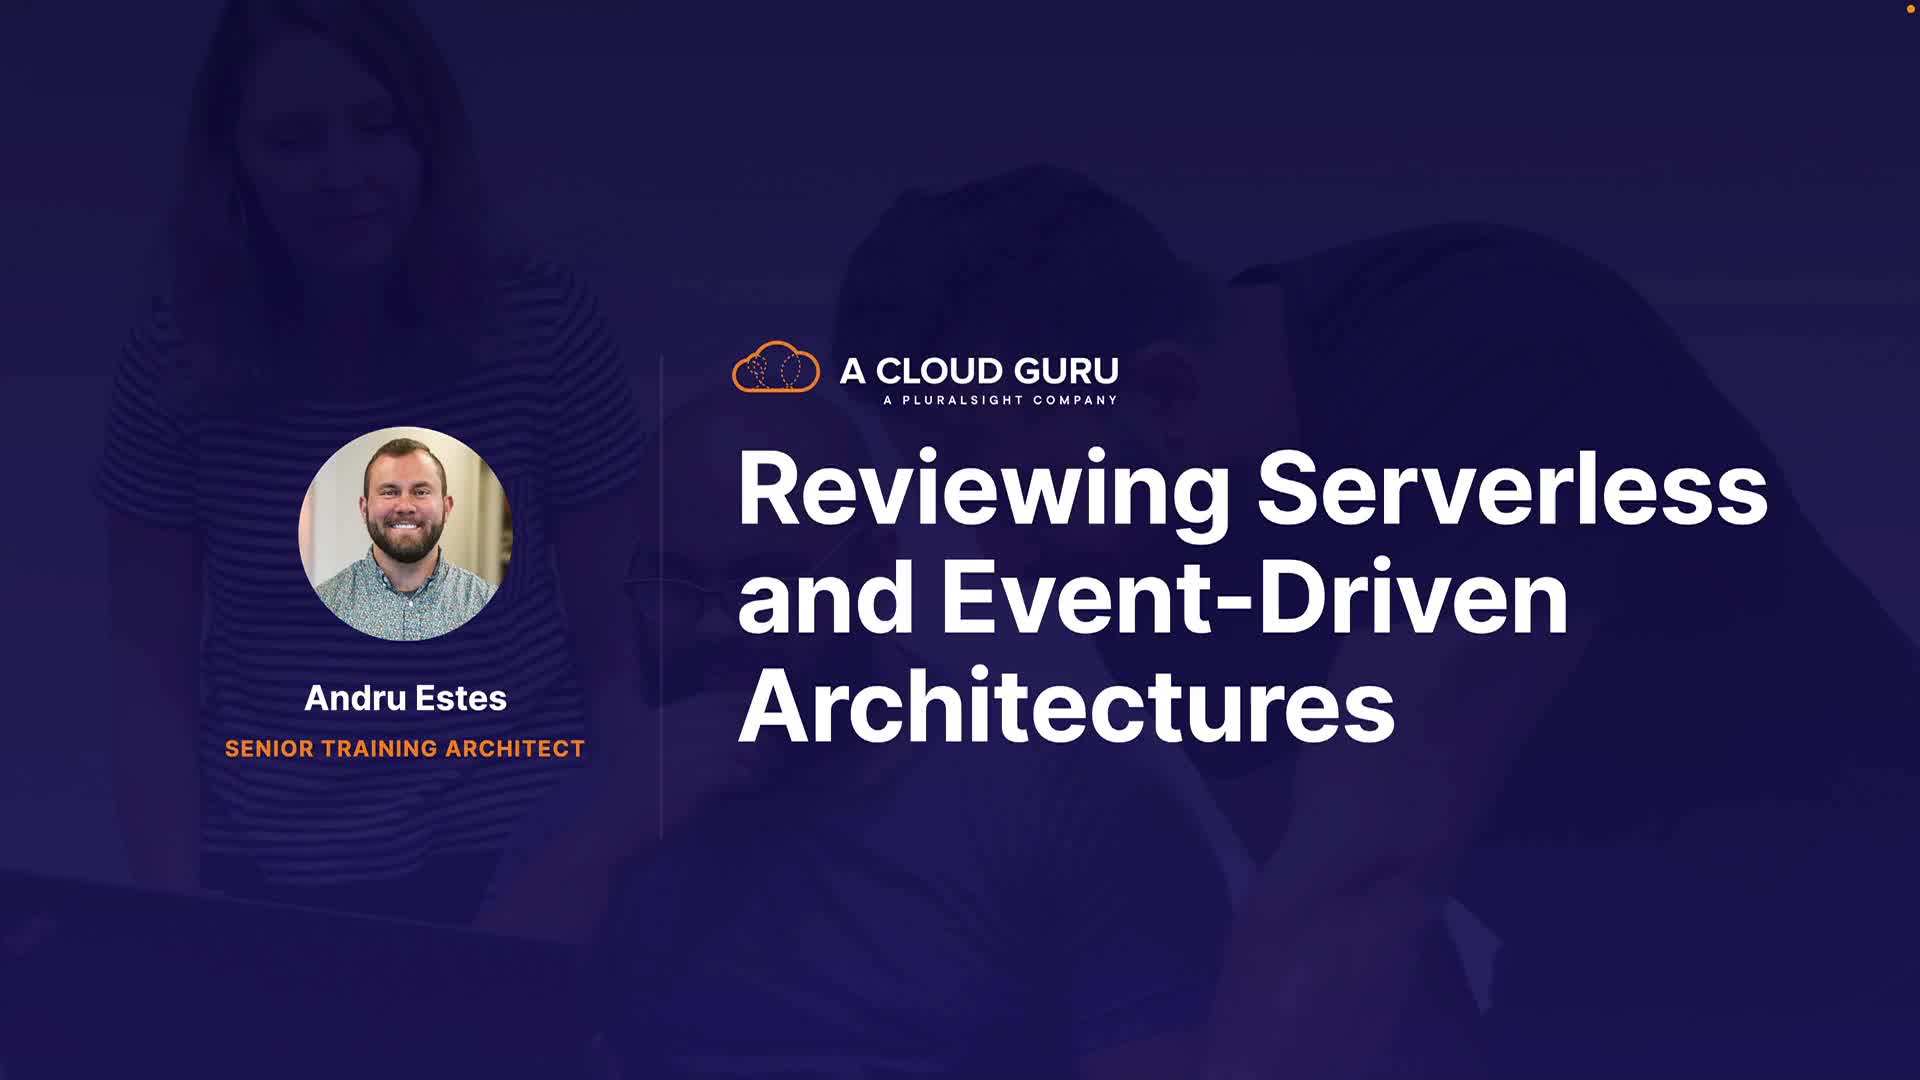 A CLOUD GURU
A PLURALSIGHT COMPANY
Reviewing Serverless
and Event-Driven
Architectures
Andru Estes
SENIOR TRAINING ARCHITECT